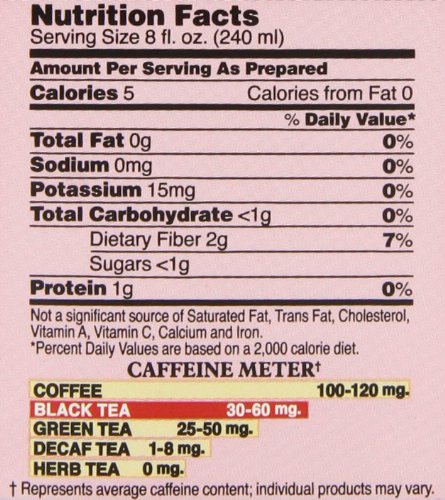 Nutrition Facts
Serving Size 8 fl. oz. (240 ml)
Amount Per Serving As Prepared
Calories 5 Calories from Fat 0
% Daily Value*
Total Fat 0g 0%
Sodium 0mg 0%
Potassium 15mg 0%
Total Carbohydrate <1g 0%
Dietary Fiber 2g 7%
Sugars <1g
Protein 1g 0%
Not a significant source of Saturated Fat, Trans Fat, Cholesterol,
Vitamin A, Vitamin C, Calcium and Iron.
*Percent Daily Values are based on a 2,000 calorie diet.
CAFFEINE METER†
COFFEE 100-120 mg.
BLACK TEA 30-60 mg.
GREEN TEA 25-50 mg.
DECAF TEA 1-8 mg.
HERB TEA 0 mg.
† Represents average caffeine content; individual products may vary.